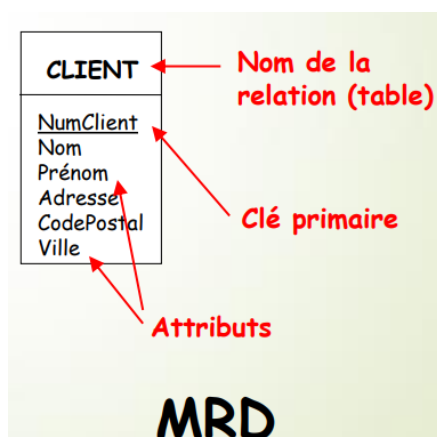 CLIENT
Nom de la
relation (table)
NumClient
Nom
Prénom
Adresse
CodePostal
Ville
Clé primaire
Attributs
MRD